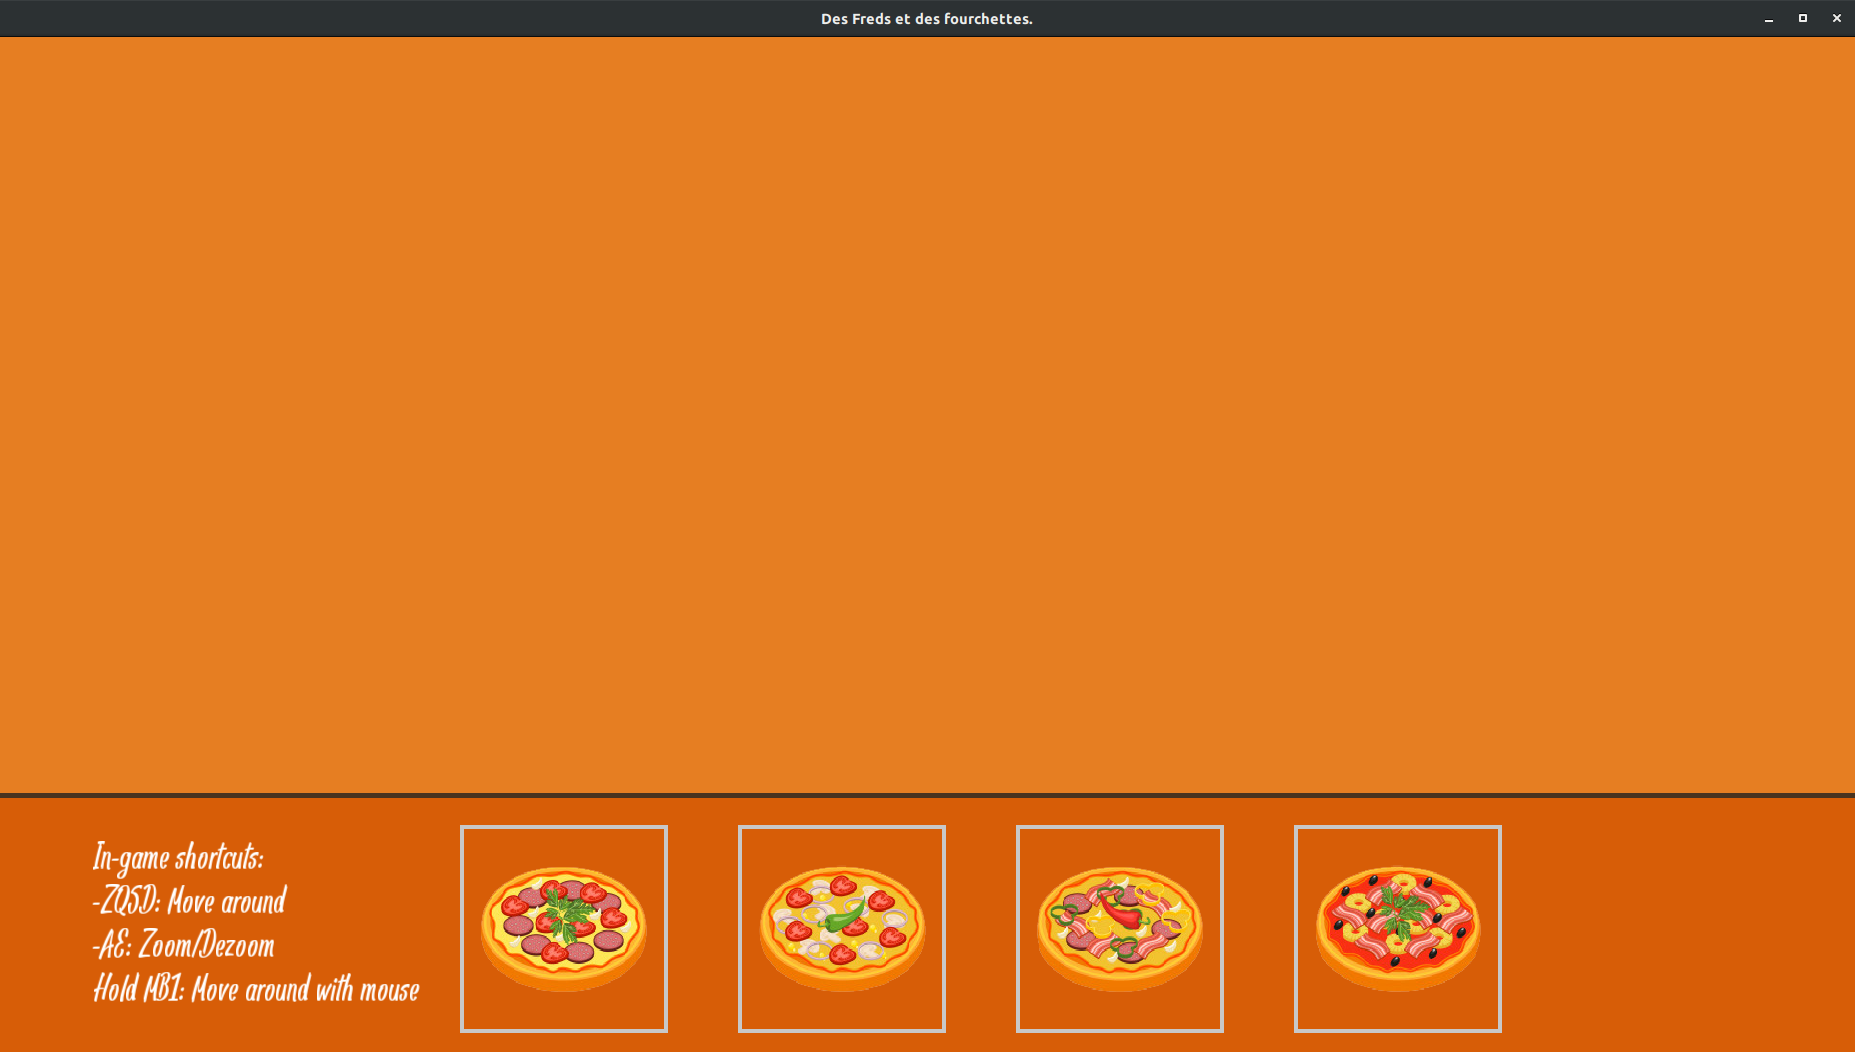 Des Freds et des fourchettes.
In-game shortcuts:
-ZQSD: Move around
-AE: Zoom/Dezoom
Hold MB1: Move around with mouse